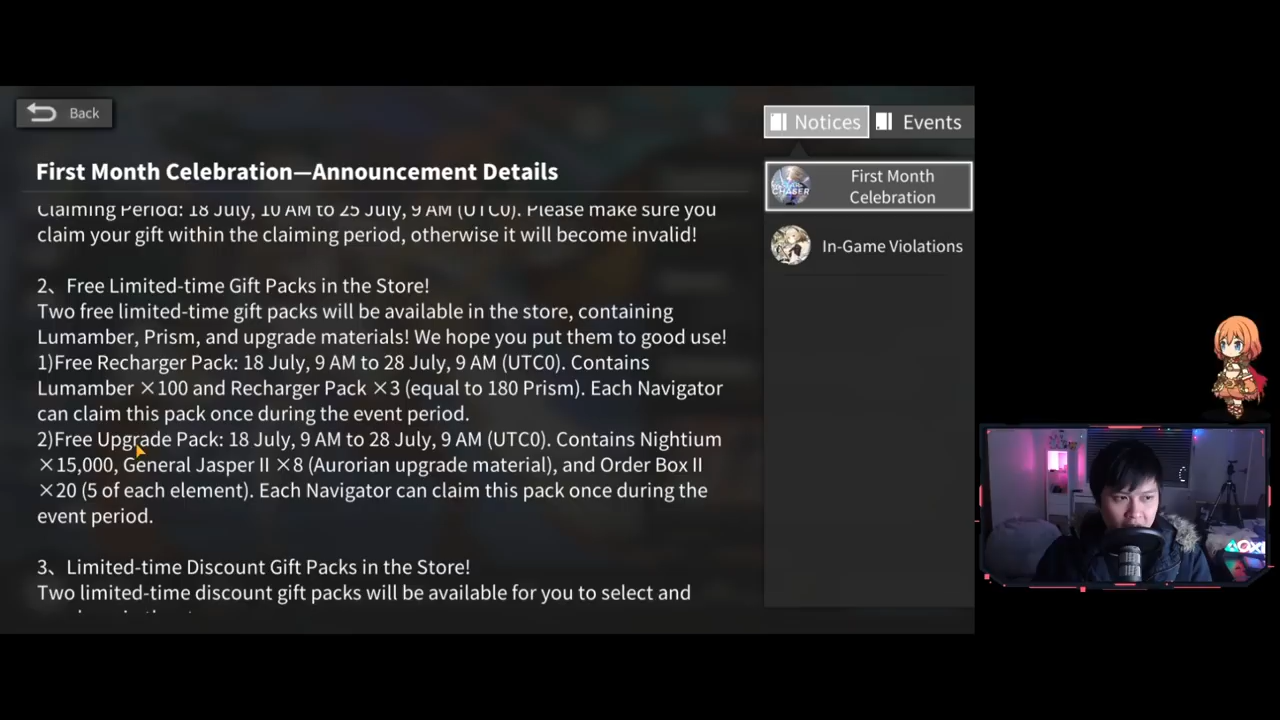 Back
Notices
Events
First Month Celebration—Announcement Details
First Month
Celebration
In-Game Violations
Claiming Period: 18 July, 10 AM to 25 July, 9 AM (UTC0). Please make sure you
claim your gift within the claiming period, otherwise it will become invalid!
2、Free Limited-time Gift Packs in the Store!
Two free limited-time gift packs will be available in the store, containing
Lumamber, Prism, and upgrade materials! We hope you put them to good use!
1)Free Recharger Pack: 18 July, 9 AM to 28 July, 9 AM (UTC0). Contains
Lumamber ×100 and Recharger Pack ×3 (equal to 180 Prism). Each Navigator
can claim this pack once during the event period.
2)Free Upgrade Pack: 18 July, 9 AM to 28 July, 9 AM (UTC0). Contains Nightium
×15,000, General Jasper II ×8 (Aurorian upgrade material), and Order Box II
×20 (5 of each element). Each Navigator can claim this pack once during the
event period.
3、Limited-time Discount Gift Packs in the Store!
Two limited-time discount gift packs will be available for you to select and